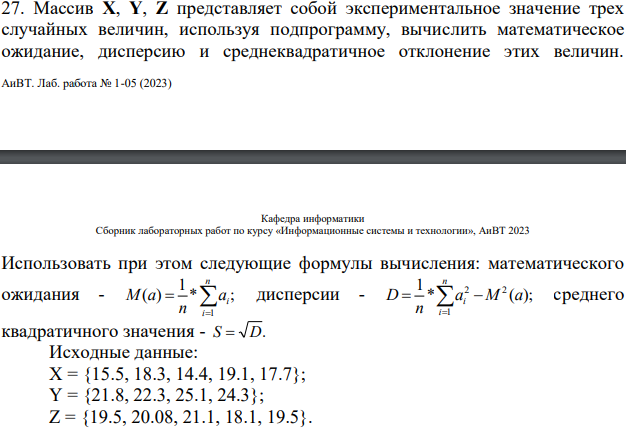 27. Массив X, Y, Z представляет собой экспериментальное значение трех
случайных величин, используя подпрограмму, вычислить математическое
ожидание, дисперсию и среднеквадратичное отклонение этих величин.
АиВТ. Лаб. работа № 1-05 (2023)
Кафедра информатики
Сборник лабораторных работ по курсу «Информационные системы и технологии», АиВТ 2023
Использовать при этом следующие формулы вычисления: математического
ожидания - M(a) = \frac{1}{n} * \sum_{i=1}^{n} a_i; дисперсии - D = \frac{1}{n} * \sum_{i=1}^{n} a_i^2 - M^2(a); среднего
квадратичного значения - S = \sqrt{D}.
Исходные данные:
X = {15.5, 18.3, 14.4, 19.1, 17.7};
Y = {21.8, 22.3, 25.1, 24.3};
Z = {19.5, 20.08, 21.1, 18.1, 19.5}.